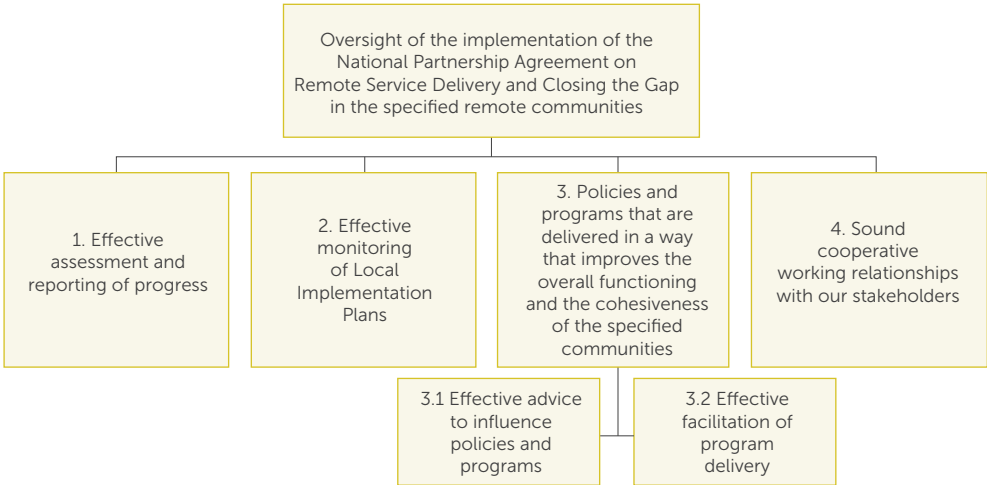 Oversight of the implementation of the
National Partnership Agreement on
Remote Service Delivery and Closing the Gap
in the specified remote communities
1. Effective
assessment and
reporting of progress
2. Effective
monitoring
of Local
Implementation
Plans
3. Policies and
programs that are
delivered in a way
that improves the
overall functioning
and the cohesiveness
of the specified
communities
4. Sound
cooperative
working relationships
with our stakeholders
3.1 Effective advice
to influence
policies and
programs
3.2 Effective
facilitation of
program
delivery